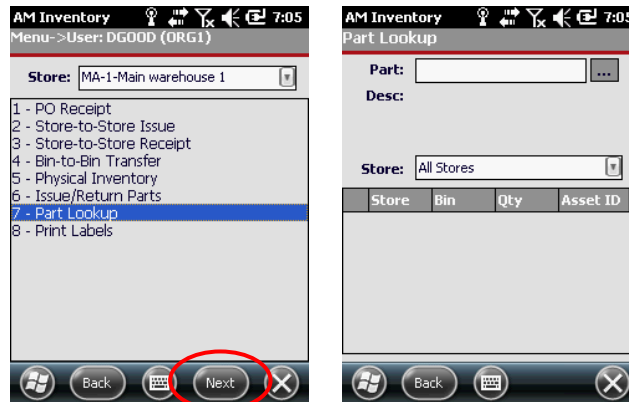 AM Inventory 7:05
Menu->User: DGOOD (ORG1)
Store: MA-1-Main warehouse 1
1 - PO Receipt
2 - Store-to-Store Issue
3 - Store-to-Store Receipt
4 - Bin-to-Bin Transfer
5 - Physical Inventory
6 - Issue/Return Parts
7 - Part Lookup
8 - Print Labels
Back Next
AM Inventory 7:05
Part Lookup
Part: ...
Desc:
Store: All Stores
Store Bin Qty Asset ID
Back